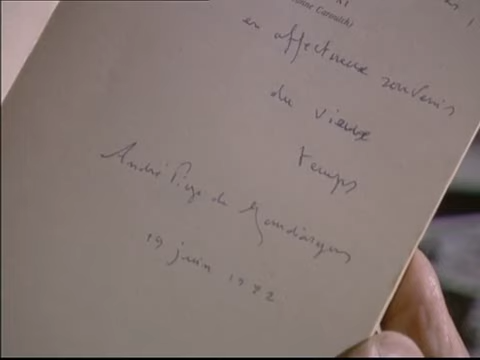 en affectueux souvenir
du vieux
temps
André Pieyre de Mandiargues
19 juin 1982